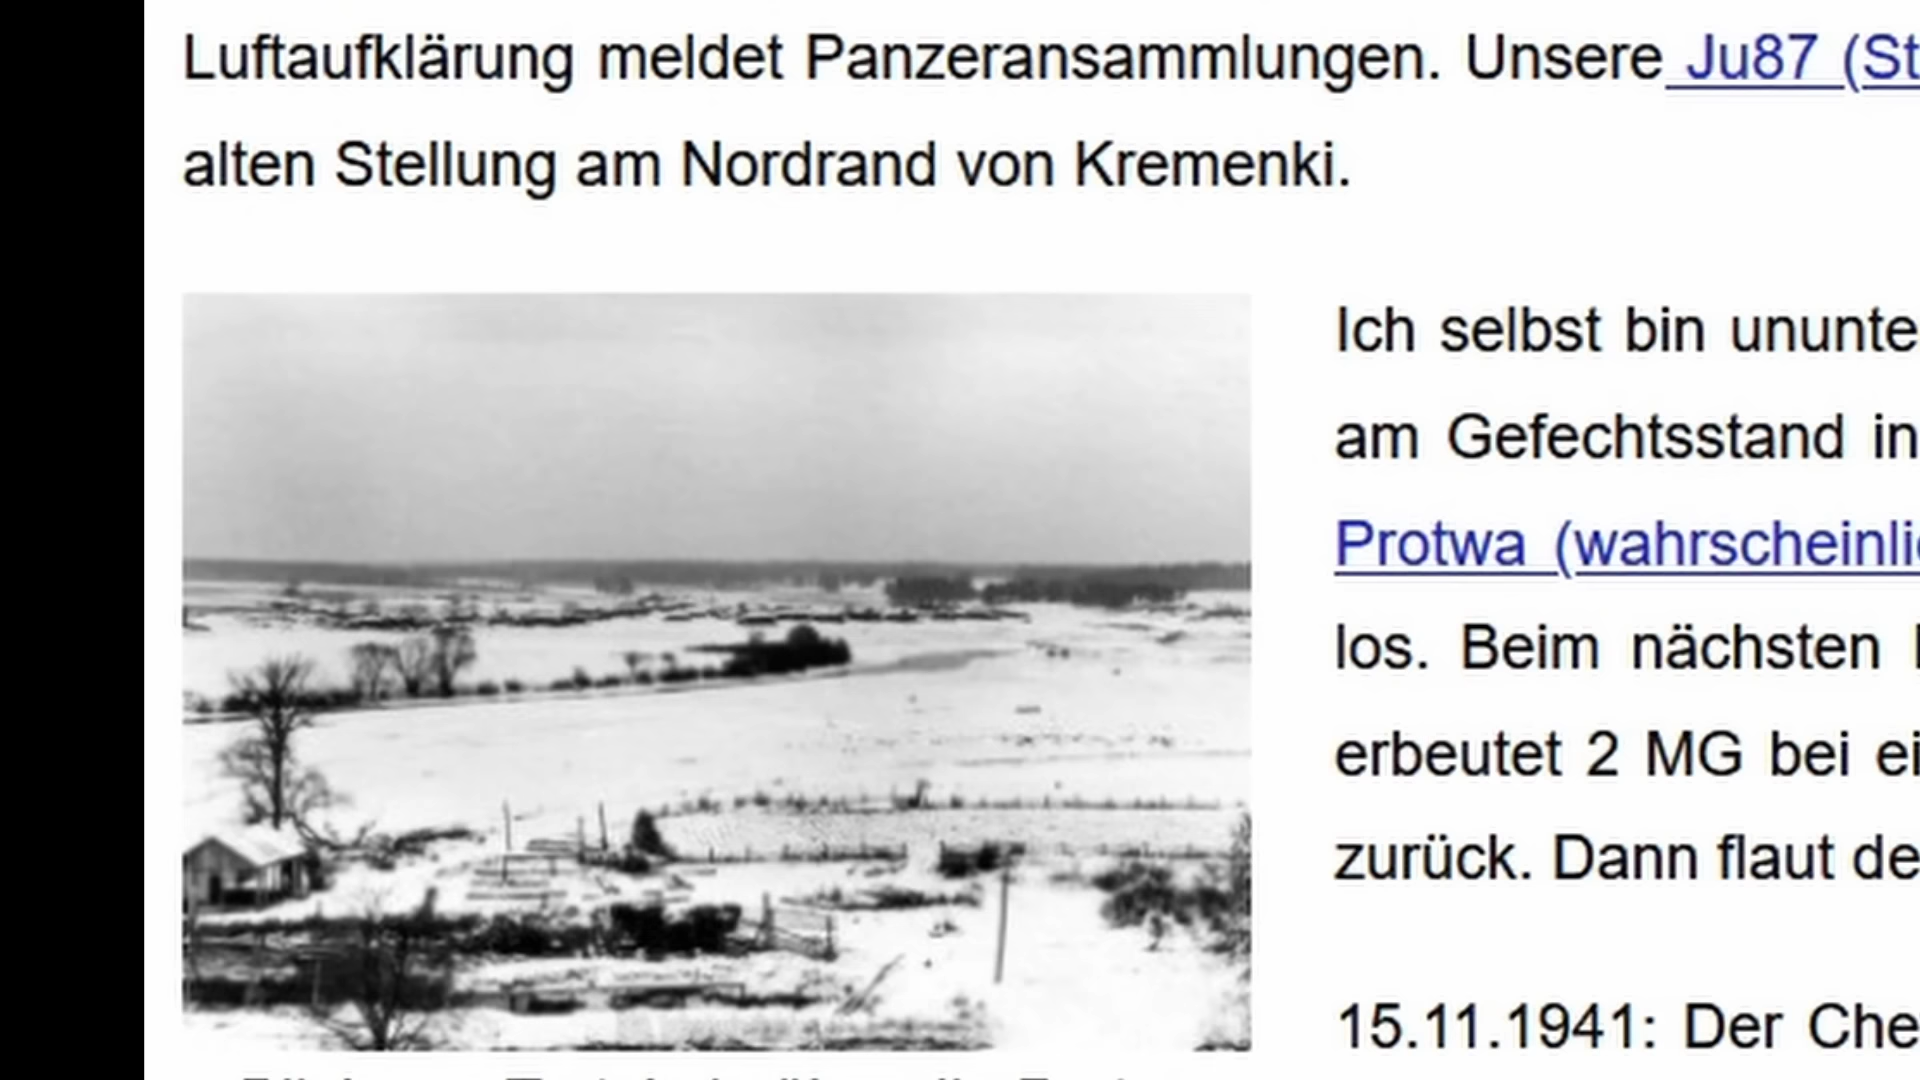 Luftaufklärung meldet Panzeransammlungen. Unsere Ju87 (St
alten Stellung am Nordrand von Kremenki.
Ich selbst bin ununte
am Gefechtsstand in
Protwa (wahrscheinli
los. Beim nächsten
erbeutet 2 MG bei ei
zurück. Dann flaut de
15.11.1941: Der Che